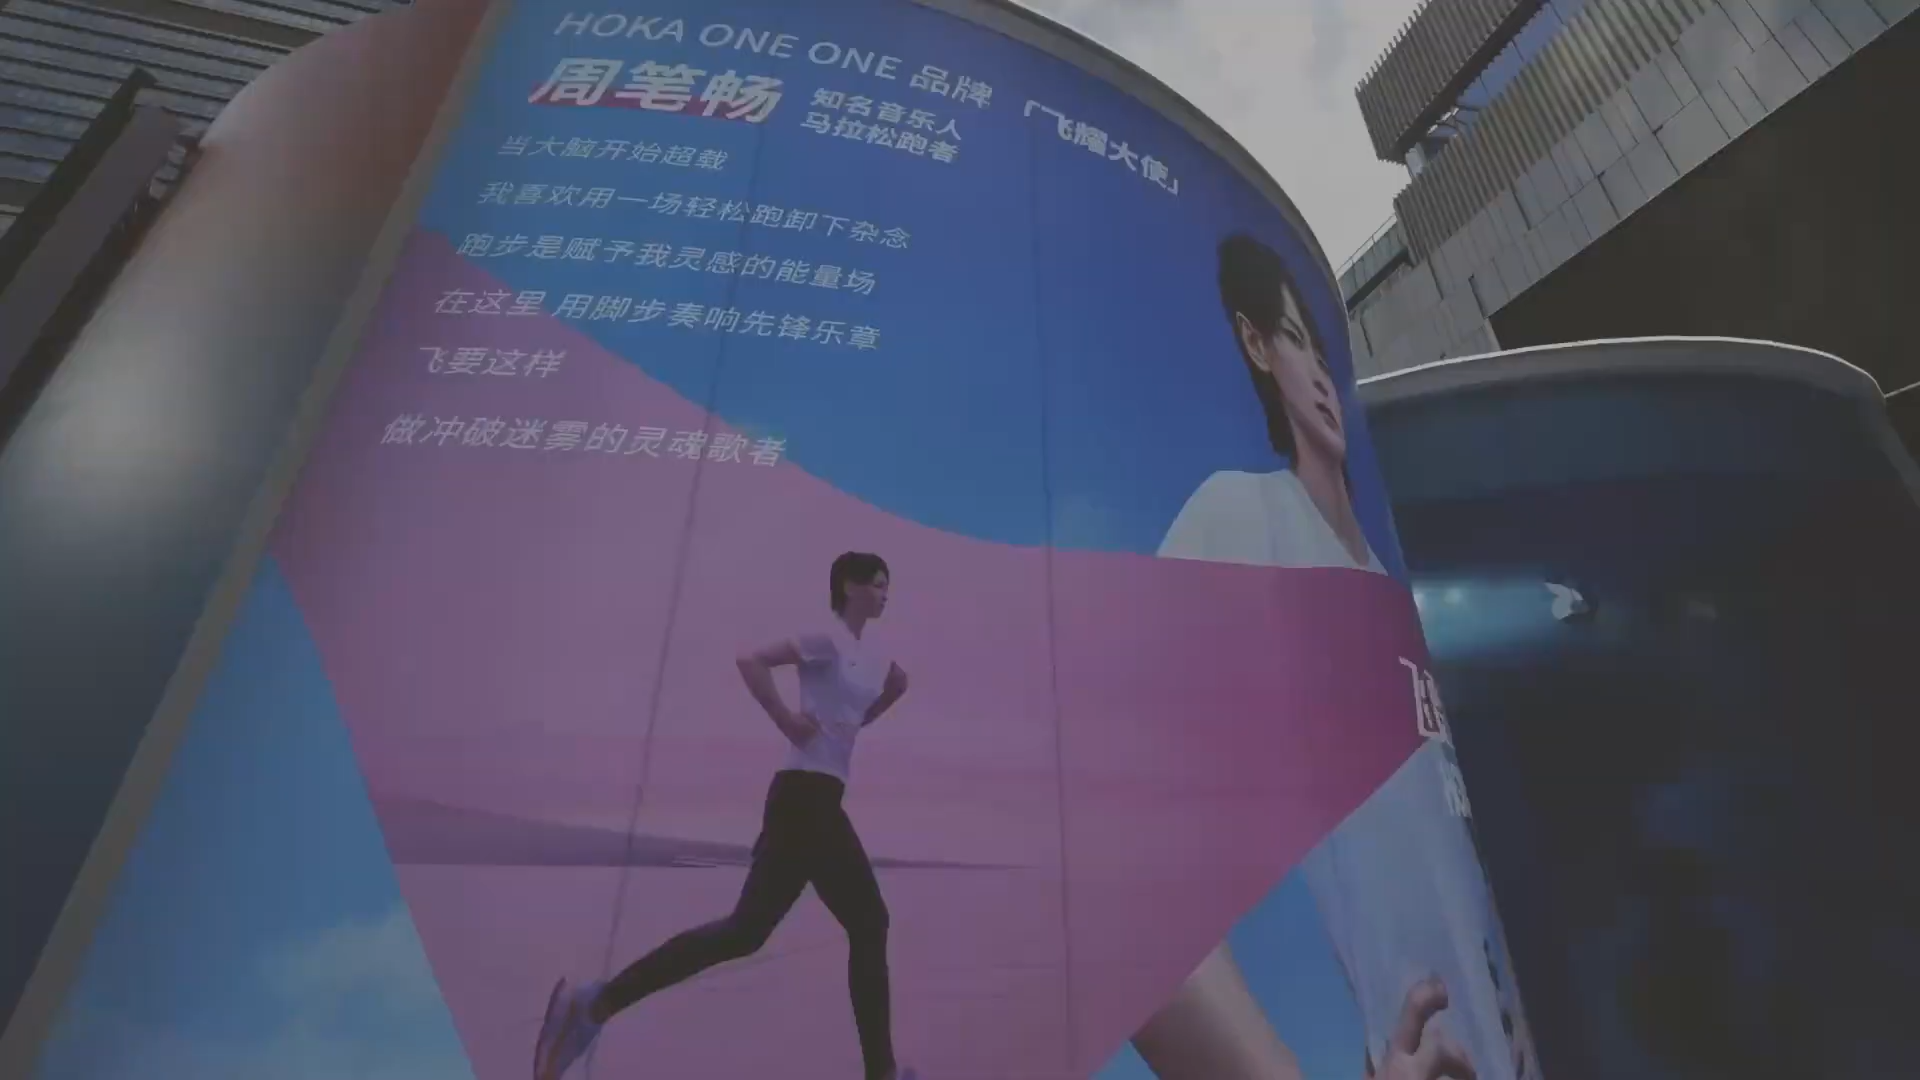 HOKA ONE ONE 品牌「飞耀大使」
周笔畅
知名音乐人
马拉松跑者
当大脑开始超载
我喜欢用一场轻松跑卸下杂念
跑步是赋予我灵感的能量场
在这里 用脚步奏响先锋乐章
飞要这样
做冲破迷雾的灵魂歌者
飞